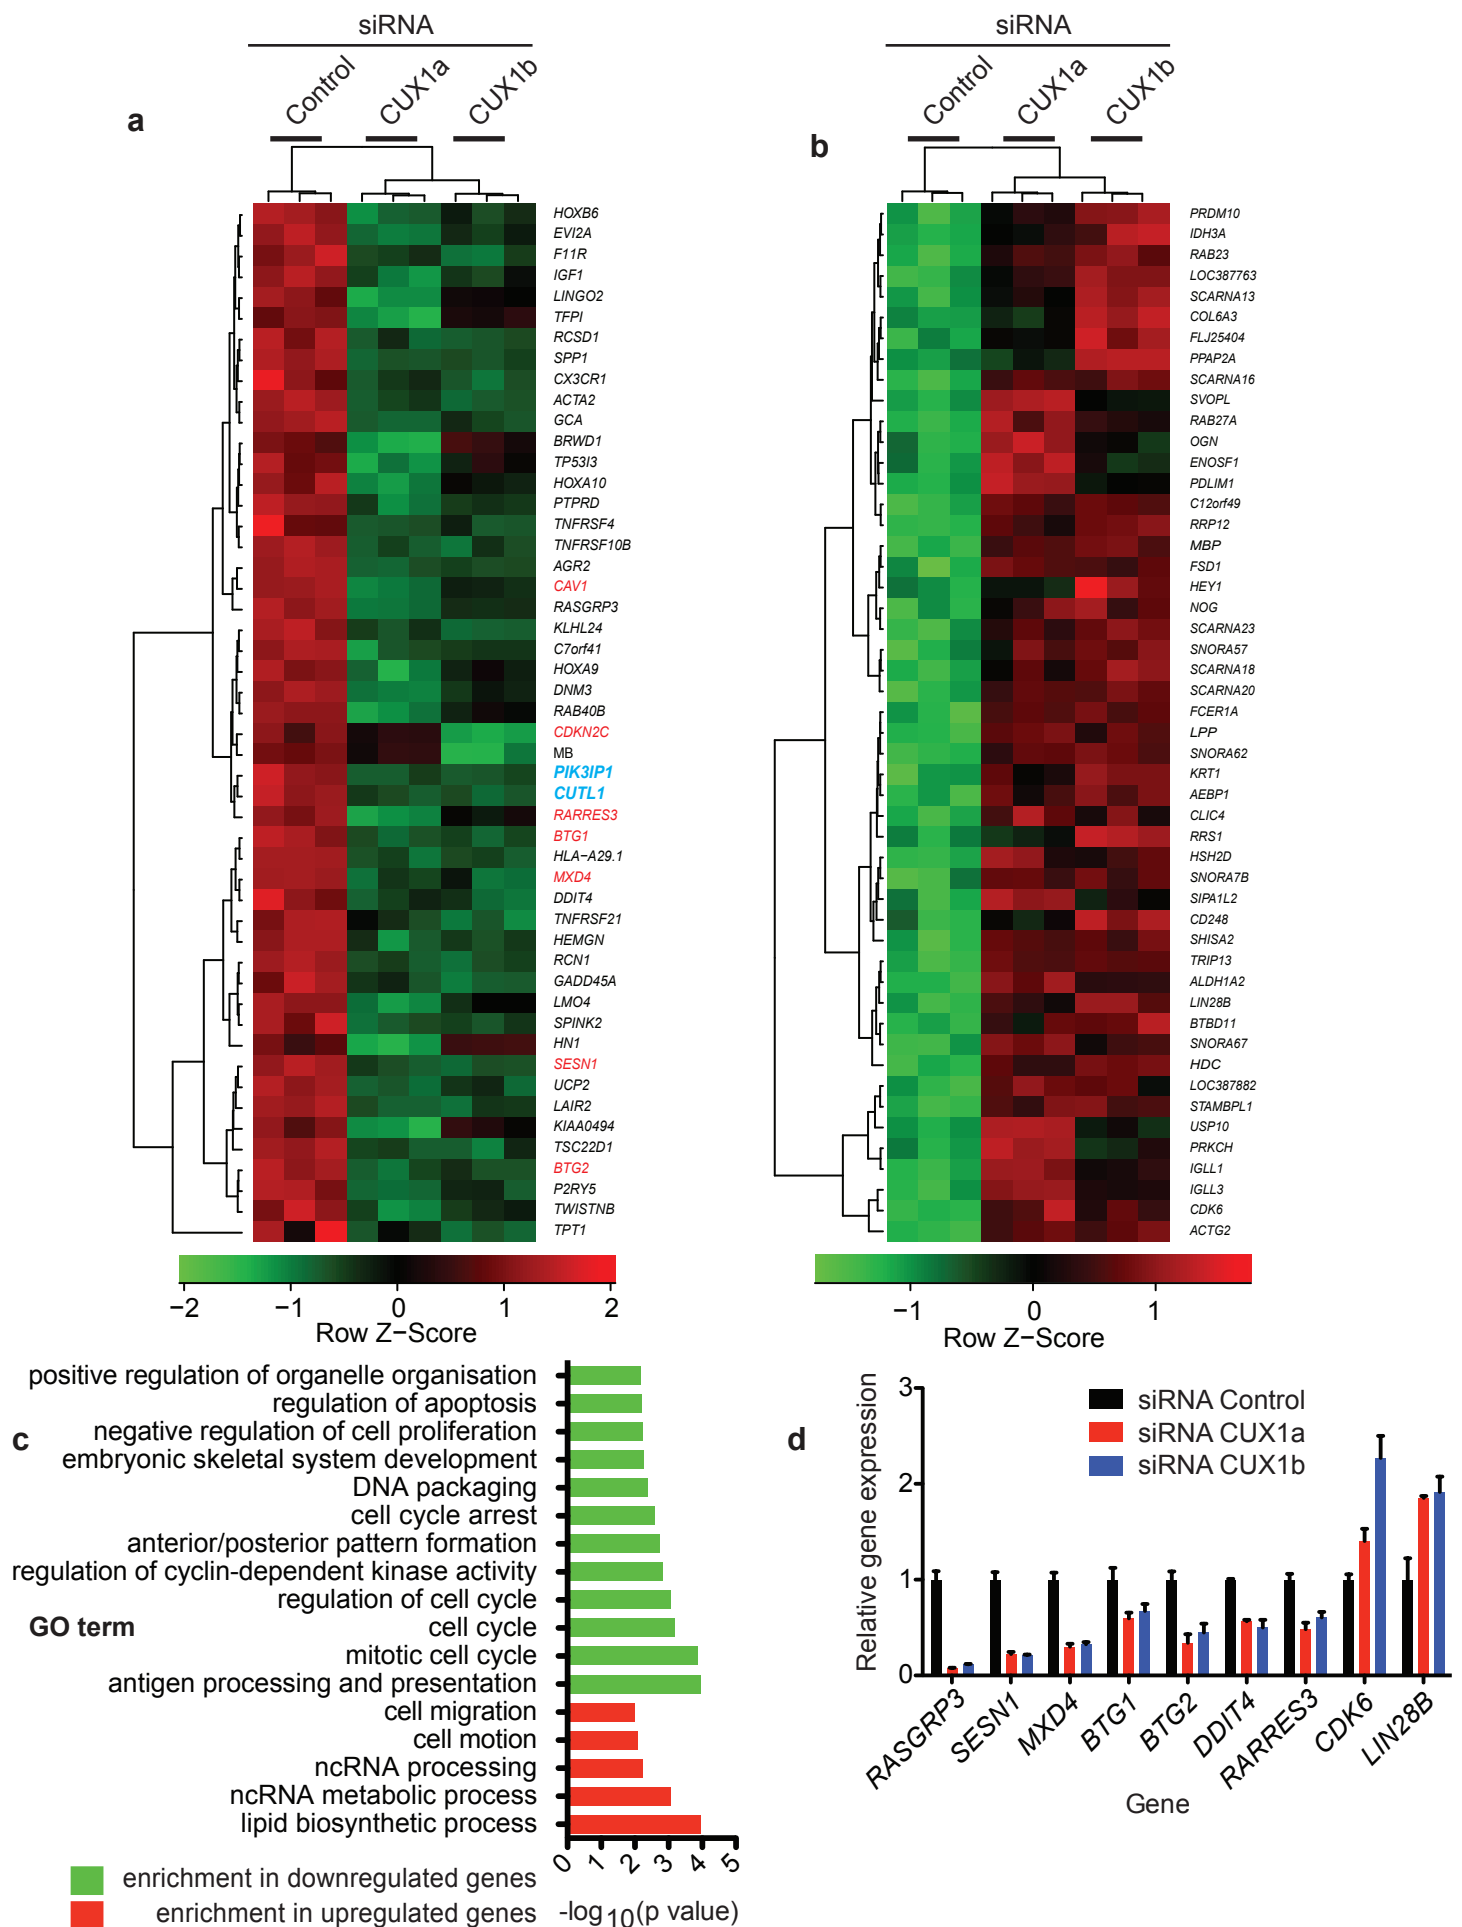 siRNA
Control
CUX1a
CUX1b
a
HOXB6
EVI2A
F11R
IGF1
LINGO2
TFPI
RCSD1
SPP1
CX3CR1
ACTA2
GCA
BRWD1
TP53I3
HOXA10
PTPRD
TNFRSF4
TNFRSF10B
AGR2
CAV1
RASGRP3
KLHL24
C7orf41
HOXA9
DNM3
RAB40B
CDKN2C
MB
PIK3IP1
CUTL1
RARRES3
BTG1
HLA−A29.1
MXD4
DDIT4
TNFRSF21
HEMGN
RCN1
GADD45A
LMO4
SPINK2
HN1
SESN1
UCP2
LAIR2
KIAA0494
TSC22D1
BTG2
P2RY5
TWISTNB
TPT1
−2 −1 0 1 2
Row Z−Score
siRNA
Control
CUX1a
CUX1b
b
PRDM10
IDH3A
RAB23
LOC387763
SCARNA13
COL6A3
FLJ25404
PPAP2A
SCARNA16
SVOPL
RAB27A
OGN
ENOSF1
PDLIM1
C12orf49
RRP12
MBP
FSD1
HEY1
NOG
SCARNA23
SNORA57
SCARNA18
SCARNA20
FCER1A
LPP
SNORA62
KRT1
AEBP1
CLIC4
RRS1
HSH2D
SNORA7B
SIPA1L2
CD248
SHISA2
TRIP13
ALDH1A2
LIN28B
BTBD11
SNORA67
HDC
LOC387882
STAMBPL1
USP10
PRKCH
IGLL1
IGLL3
CDK6
ACTG2
−1 0 1
Row Z−Score
c
positive regulation of organelle organisation
regulation of apoptosis
negative regulation of cell proliferation
embryonic skeletal system development
DNA packaging
cell cycle arrest
anterior/posterior pattern formation
regulation of cyclin-dependent kinase activity
regulation of cell cycle
GO term
cell cycle
mitotic cell cycle
antigen processing and presentation
cell migration
cell motion
ncRNA processing
ncRNA metabolic process
lipid biosynthetic process
0 1 2 3 4 5
-log10(p value)
enrichment in downregulated genes
enrichment in upregulated genes
d
Relative gene expression
3
2
1
0
siRNA Control
siRNA CUX1a
siRNA CUX1b
RASGRP3
SESN1
MXD4
BTG1
BTG2
DDIT4
RARRES3
CDK6
LIN28B
Gene